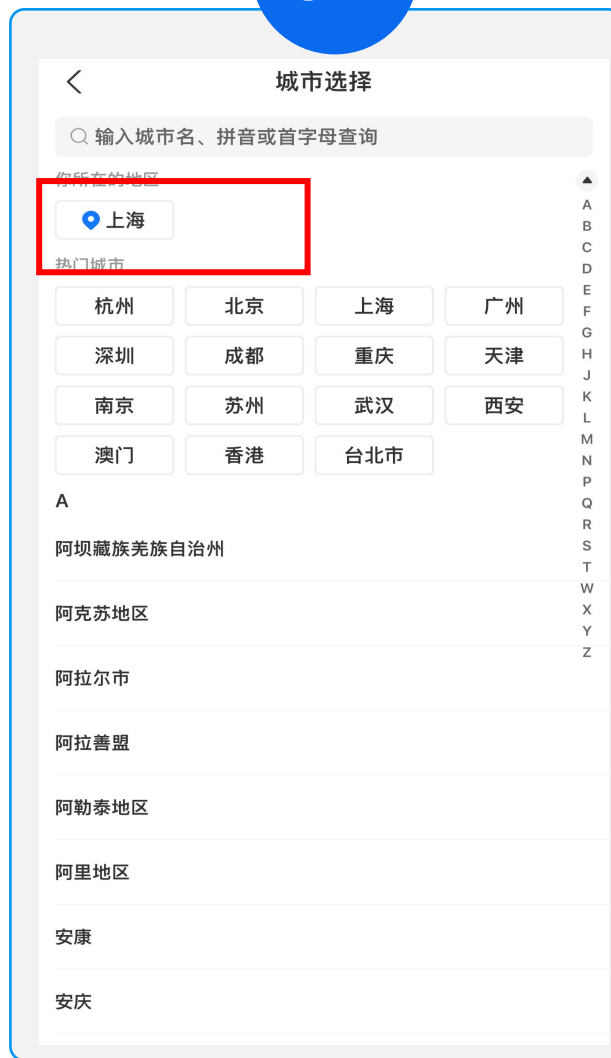 城市选择
输入城市名、拼音或首字母查询
你所在的地区
上海
热门城市
杭州 北京 上海 广州
深圳 成都 重庆 天津
南京 苏州 武汉 西安
澳门 香港 台北市
A
阿坝藏族羌族自治州
阿克苏地区
阿拉尔市
阿拉善盟
阿勒泰地区
阿里地区
安康
安庆
A
B
C
D
E
F
G
H
J
K
L
M
N
P
Q
R
S
T
W
X
Y
Z